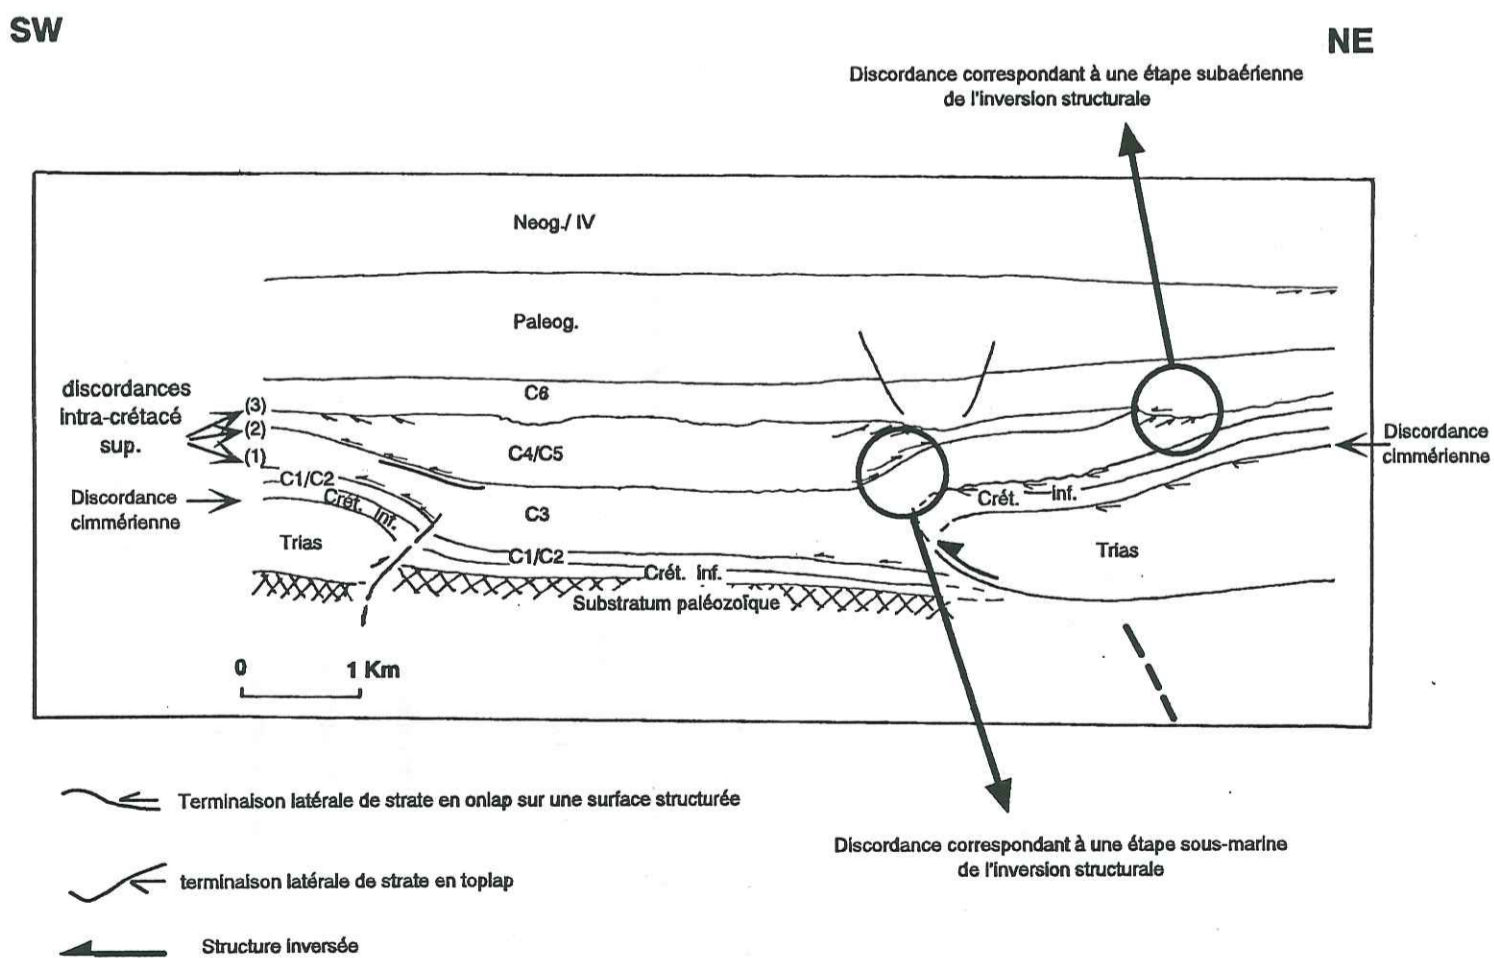 SW
NE
Discordance correspondant à une étape subaérienne
de l'inversion structurale
Neog./ IV
Paleog.
C6
discordances
intra-crétacé
sup.
(3)
(2)
(1)
C4/C5
Discordance
cimmérienne
C1/C2
Crét. inf.
Discordance
cimmérienne
C3
Crét. inf.
Trias
Trias
C1/C2
Crét. inf.
Substratum paléozoïque
0 1 Km
Terminaison latérale de strate en onlap sur une surface structurée
Discordance correspondant à une étape sous-marine
de l'inversion structurale
terminaison latérale de strate en toplap
Structure inversée